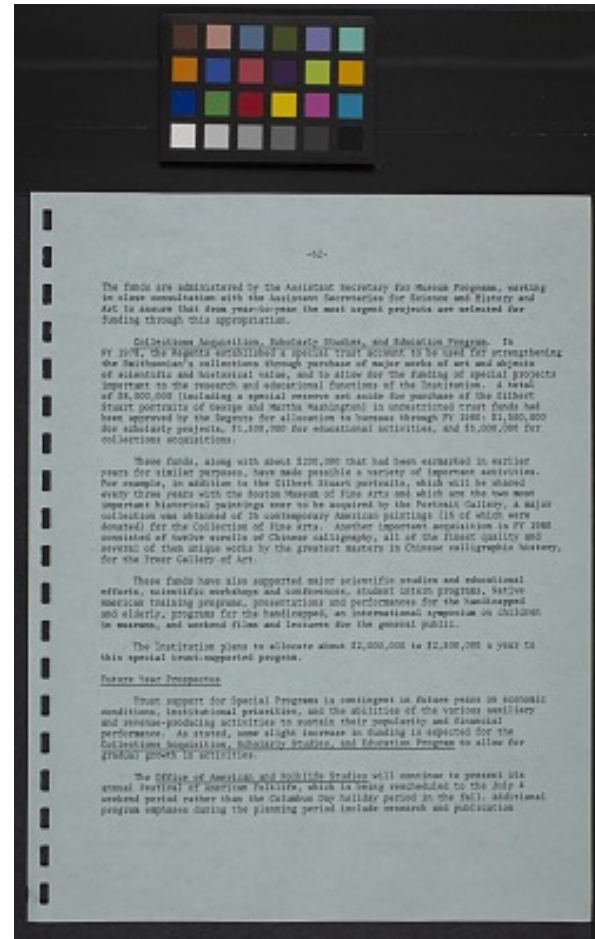 -62-
The funds are administered by the Assistant Secretary for Museum Programs, working
in close consultation with the Assistant Secretaries for Science and History and
Art to assure that from year-to-year the most urgent projects are selected for
funding through this appropriation.
Collections Acquisition, Scholarly Studies, and Education Program. In
FY 1978, the Regents established a special trust account to be used for strengthening
the Smithsonian's collections through purchase of major works of art and objects
of scientific and historical value, and to allow for the funding of special projects
important to the research and educational functions of the Institution. A total
of $8,000,000 (including a special reserve set aside for purchase of the Gilbert
Stuart portraits of George and Martha Washington) in unrestricted trust funds had
been approved by the Regents for allocation to bureaus through FY 1980:
for scholarly projects, $1,500,000 for educational activities, and $5,000,000 for
collections acquisitions.
These funds, along with about $200,000 that had been earmarked in earlier
years for similar purposes, have made possible a variety of important activities.
For example, in addition to the Gilbert Stuart portraits, which will be shared
every three years with the Boston Museum of Fine Arts and which are the two most
important historical paintings ever to be acquired by the Portrait Gallery, a major
collection was obtained of contemporary American paintings (16 of which were
donated) for the Collection of Fine Arts. Another important acquisition in FY 1980
consisted of twelve scrolls of Chinese calligraphy, all of the finest quality and
several of them unique works by the greatest masters in Chinese calligraphic history,
for the Freer Gallery of Art.
These funds have also supported major scientific studies and educational
efforts, scientific workshops and conferences, student intern programs, Native
American training programs, presentations and performances for the handicapped
and elderly, programs for the handicapped, an international symposium on children
in museums, and weekend films and lectures for the general public.
The Institution plans to allocate about $2,000,000 to $2,500,000 a year to
this special trust-supported program.
Future Year Prospectus
Trust support for Special Programs is contingent in future years on economic
conditions, institutional priorities, and the abilities of the various auxiliary
and revenue-producing activities to sustain their popularity and financial
performance. As stated, some slight increase in funding is expected for the
Collections Acquisition, Scholarly Studies, and Education Program to allow for
gradual growth in activities.
The Office of American and Folklife Studies will continue to present its
annual Festival of American Folklife, which is being rescheduled to the July 4
weekend period rather than the Columbus Day holiday period in the fall. Additional
program emphases during the planning period include research and publication